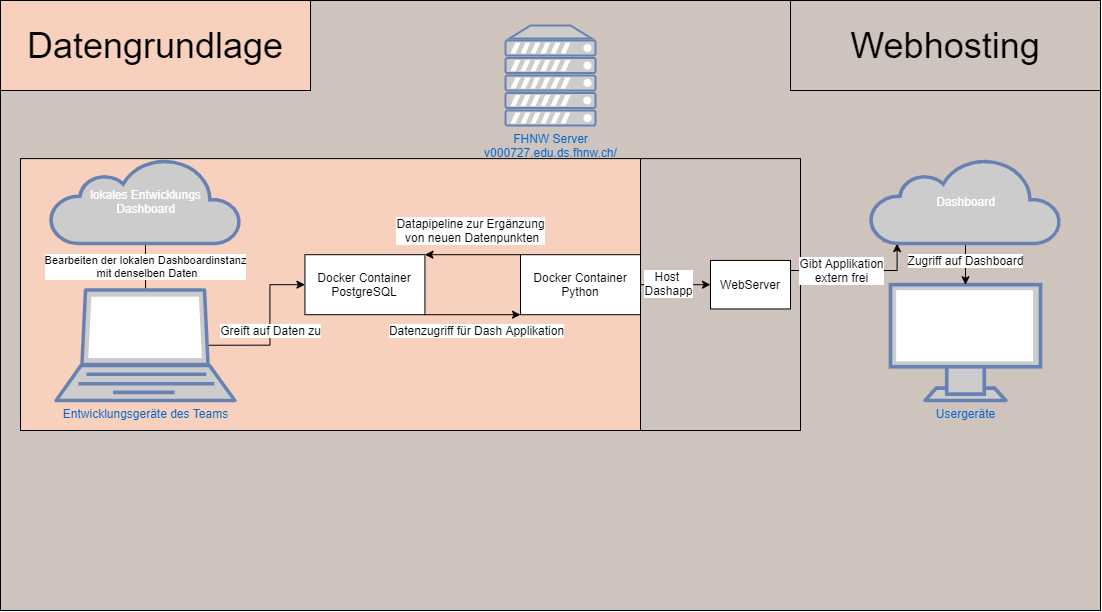 Datengrundlage
Webhosting
FHNW Server
v000727.edu.ds.fhnw.ch/
lokales Entwicklungs
Dashboard
Bearbeiten der lokalen Dashboardinstanz
mit denselben Daten
Greift auf Daten zu
Entwicklungsgeräte des Teams
Datapipeline zur Ergänzung
von neuen Datenpunkten
Docker Container
PostgreSQL
Docker Container
Python
Datenzugriff für Dash Applikation
Host
Dashapp
WebServer
Gibt Applikation
extern frei
Dashboard
Zugriff auf Dashboard
Usergeräte